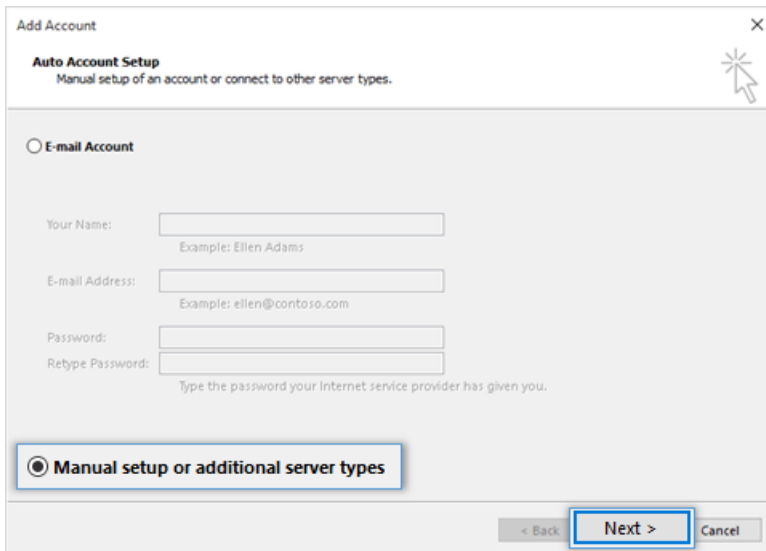 Add Account
Auto Account Setup
Manual setup of an account or connect to other server types.
E-mail Account
Your Name:
Example: Ellen Adams
E-mail Address:
Example: ellen@contoso.com
Password:
Retype Password:
Type the password your Internet service provider has given you.
Manual setup or additional server types
< Back Next > Cancel